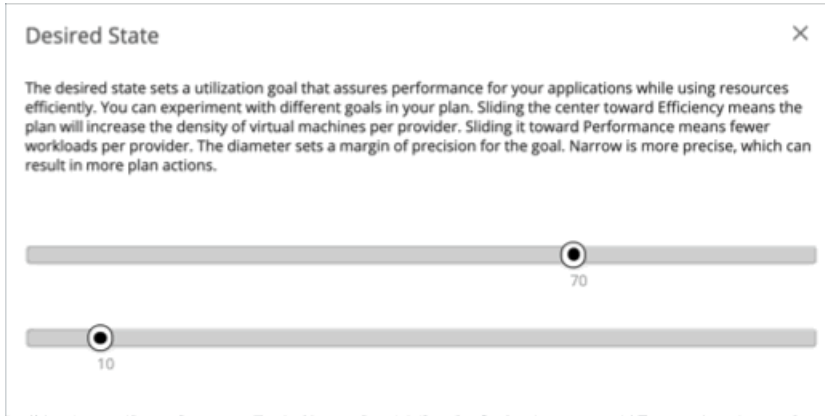 Desired State
The desired state sets a utilization goal that assures performance for your applications while using resources
efficiently. You can experiment with different goals in your plan. Sliding the center toward Efficiency means the
plan will increase the density of virtual machines per provider. Sliding it toward Performance means fewer
workloads per provider. The diameter sets a margin of precision for the goal. Narrow is more precise, which can
result in more plan actions.
70
10